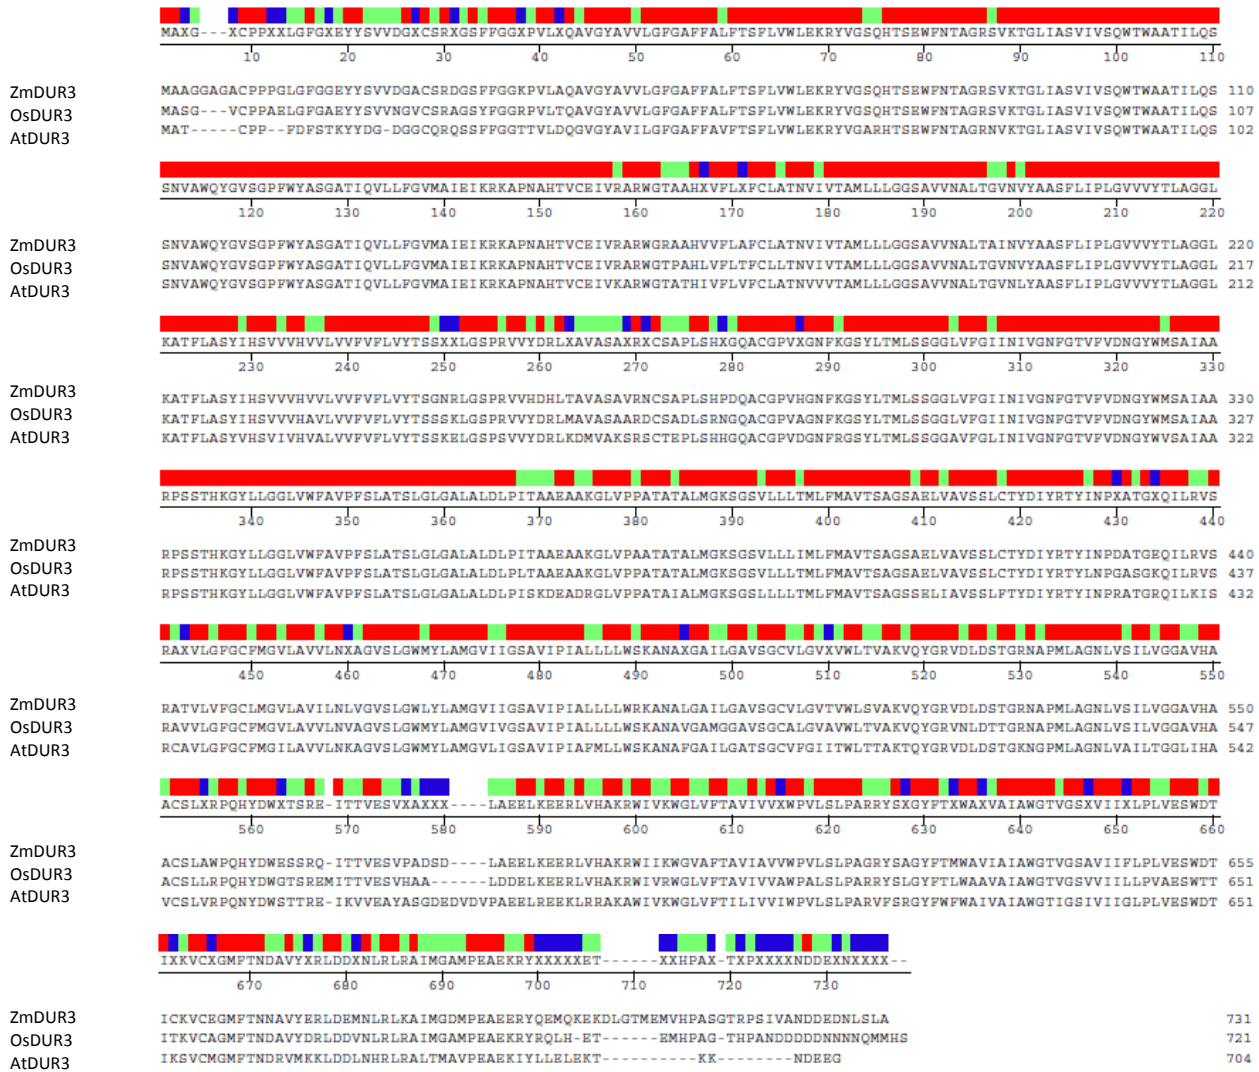 MAXG---XCPPXXLGFGXEYYSVVDGXCSRXGSFFGGXPVLXQAVGYAVVLGFGAFFALFTSFLVWLEKRYVGSQHTSEWFNTAGRSVKTGLIASVIVSQWTWAATILQS
10 20 30 40 50 60 70 80 90 100 110
ZmDUR3 MAAGGAGACPPPGLGFGGEYYSVVDGACSRDGSFFGGKPVLAQAVGYAVVLGFGAFFALFTSFLVWLEKRYVGSQHTSEWFNTAGRSVKTGLIASVIVSQWTWAATILQS 110
OsDUR3 MASG---VCPPAELGFGAEYYSVVNGVCSRAGSYFGGRPVLTQAVGYAVVLGFGAFFALFTSFLVWLEKRYVGSQHTSEWFNTAGRSVKTGLIASVIVSQWTWAATILQS 107
AtDUR3 MAT-----CPP--FDFSTKYYDG-DGGCQRQSSFFGGTTVLDQGVGYAVILGFGAFFAVFTSFLVWLEKRYVGARHTSEWFNTAGRNVKTGLIASVIVSQWTWAATILQS 102
SNVAWQYGVSGPFWYASGATIQVLLFGVMAIEIKRKAPNAHTVCEIVRARWGTAAHXVFLXFCLATNVIVTAMLLLGGSAVVNALTGVNVYAASFLIPLGVVVYTLAGGL
120 130 140 150 160 170 180 190 200 210 220
ZmDUR3 SNVAWQYGVSGPFWYASGATIQVLLFGVMAIEIKRKAPNAHTVCEIVRARWGRAAHVVFLAFCLATNVIVTAMLLLGGSAVVNALTAINVYAASFLIPLGVVVYTLAGGL 220
OsDUR3 SNVAWQYGVSGPFWYASGATIQVLLFGVMAIEIKRKAPNAHTVCEIVRARWGTPAHLVFLTFCLLTNVIVTAMLLLGGSAVVNALTGVNVYAASFLIPLGVVVYTLAGGL 217
AtDUR3 SNVAWQYGVSGPFWYASGATIQVLLFGVMAIEIKRKAPNAHTVCEIVKARWGTATHIVFLVFCLATNVVVTAMLLLGGSAVVNALTGVNLYAASFLIPLGVVVYTLAGGL 212
KATFLASYIHSVVVHVVLVVFVFLVYTSSXXLGSPRVVYDRLXAVASAXRXCSAPLSHXGQACGPVXGNFKGSYLTMLSSGGLVFGIINIVGNFGTVFVDNGYWMSAIAA
230 240 250 260 270 280 290 300 310 320 330
ZmDUR3 KATFLASYIHSVVVHVVLVVFVFLVYTSGNRLGSPRVVHDHLTAVASAVRNCSAPLSHPDQACGPVHGNFKGSYLTMLSSGGLVFGIINIVGNFGTVFVDNGYWMSAIAA 330
OsDUR3 KATFLASYIHSVVVHAVLVVFVFLVYTSSSKLGSPRVVYDRLMAVASAARDCSADLSRNGQACGPVAGNFKGSYLTMLSSGGLVFGIINIVGNFGTVFVDNGYWMSAIAA 327
AtDUR3 KATFLASYVHSVIVHVALVVFVFLVYTSSKELGSPSVVYDRLKDMVAKSRSCTEPLSHHGQACGPVDGNFRGSYLTMLSSGGAVFGLINIVGNFGTVFVDNGYWVSAIAA 322
RPSSTHKGYLLGGLVWFAVPFSLATSLGLGALALDLPITAAEAAKGLVPPATATALMGKSGSVLLLTMLFMAVTSAGSAELVAVSSLCTYDIYRTYINPXATGXQILRVS
340 350 360 370 380 390 400 410 420 430 440
ZmDUR3 RPSSTHKGYLLGGLVWFAVPFSLATSLGLGALALDLPITAAEAAKGLVPAATATALMGKSGSVLLLIMLFMAVTSAGSAELVAVSSLCTYDIYRTYINPDATGEQILRVS 440
OsDUR3 RPSSTHKGYLLGGLVWFAVPFSLATSLGLGALALDLPLTAAEAAKGLVPPATATALMGKSGSVLLLTMLFMAVTSAGSAELVAVSSLCTYDIYRTYLNPGASGKQILRVS 437
AtDUR3 RPSSTHKGYLLGGLVWFAVPFSLATSLGLGALALDLPISKDEADRGLVPPATAIALMGKSGSLLLLTMLFMAVTSAGSSELIAVSSLFTYDIYRTYINPRATGRQILKIS 432
RAXVLGFGCFMGVLAVVLNXAGVSLGWMYLAMGVIIGSAVIPIALLLLWSKANAXGAILGAVSGCVLGVXVWLTVAKVQYGRVDLDSTGRNAPMLAGNLVSILVGGAVHA
450 460 470 480 490 500 510 520 530 540 550
ZmDUR3 RATVLVFGCLMGVLAVILNLVGVSLGWLYLAMGVIIGSAVIPIALLLLWRKANALGAILGAVSGCVLGVTVWLSVAKVQYGRVDLDSTGRNAPMLAGNLVSILVGGAVHA 550
OsDUR3 RAVVLGFGCFMGVLAVVLNVAGVSLGWMYLAMGVIVGSAVIPIALLLLWSKANAVGAMGGAVSGCALGVAVWLTVAKVQYGRVNLDTTGRNAPMLAGNLVSILVGGAVHA 547
AtDUR3 RCAVLGFGCFMGILAVVLNKAGVSLGWMYLAMGVLIGSAVIPIAFMLLWSKANAFGAILGATSGCVFGIITWLTTAKTQYGRVDLDSTGKNGPMLAGNLVAILTGGLIHA 542
ACSLXRPQHYDWXTSRE-ITTVESVXAXXX----LAEELKEERLVHAKRWIVKWGLVFTAVIVVXWPVLSLPARRYSXGYFTXWAXVAIAWGTVGSXVIIXLPLVESWDT
560 570 580 590 600 610 620 630 640 650 660
ZmDUR3 ACSLAWPQHYDWESSRQ-ITTVESVPADSD----LAEELKEERLVHAKRWIIKWGVAFTAVIAVVWPVLSLPAGRYSAGYFTMWAVIAIAWGTVGSAVIIFLPLVESWDT 655
OsDUR3 ACSLLRPQHYDWGTSREMITTVESVHAA------LDDELKEERLVHAKRWIVRWGLVFTAVIVVAWPALSLPARRYSLGYFTLWAAVAIAWGTVGSVVIILLPVAESWTT 651
AtDUR3 VCSLVRPQNYDWSTTRE-IKVVEAYASGDEDVDVPAEELREEKLRRAKAWIVKWGLVFTILIVVIWPVLSLPARVFSRGYFWFWAIVAIAWGTIGSIVIIGLPLVESWDT 651
IXKVCXGMFTNDAVYXRLDDXNLRLRAIMGAMPEAEKRYXXXXXET------XXHPAX-TXPXXXXNDDEXNXXXX--
670 680 690 700 710 720 730
ZmDUR3 ICKVCEGMFTNNAVYERLDEMNLRLKAIMGDMPEAEERYQEMQKEKDLGTMEMVHPASGTRPSIVANDDEDNLSLA 731
OsDUR3 ITKVCAGMFTNDAVYDRLDDVNLRLRAIMGAMPEAEKRYRQLH-ET------EMHPAG-THPANDDDDDNNNNQMMHS 721
AtDUR3 IKSVCMGMFTNDRVMKKLDDLNHRLRALTMAVPEAEKIYLLELEKT----------KK--------NDEEG 704